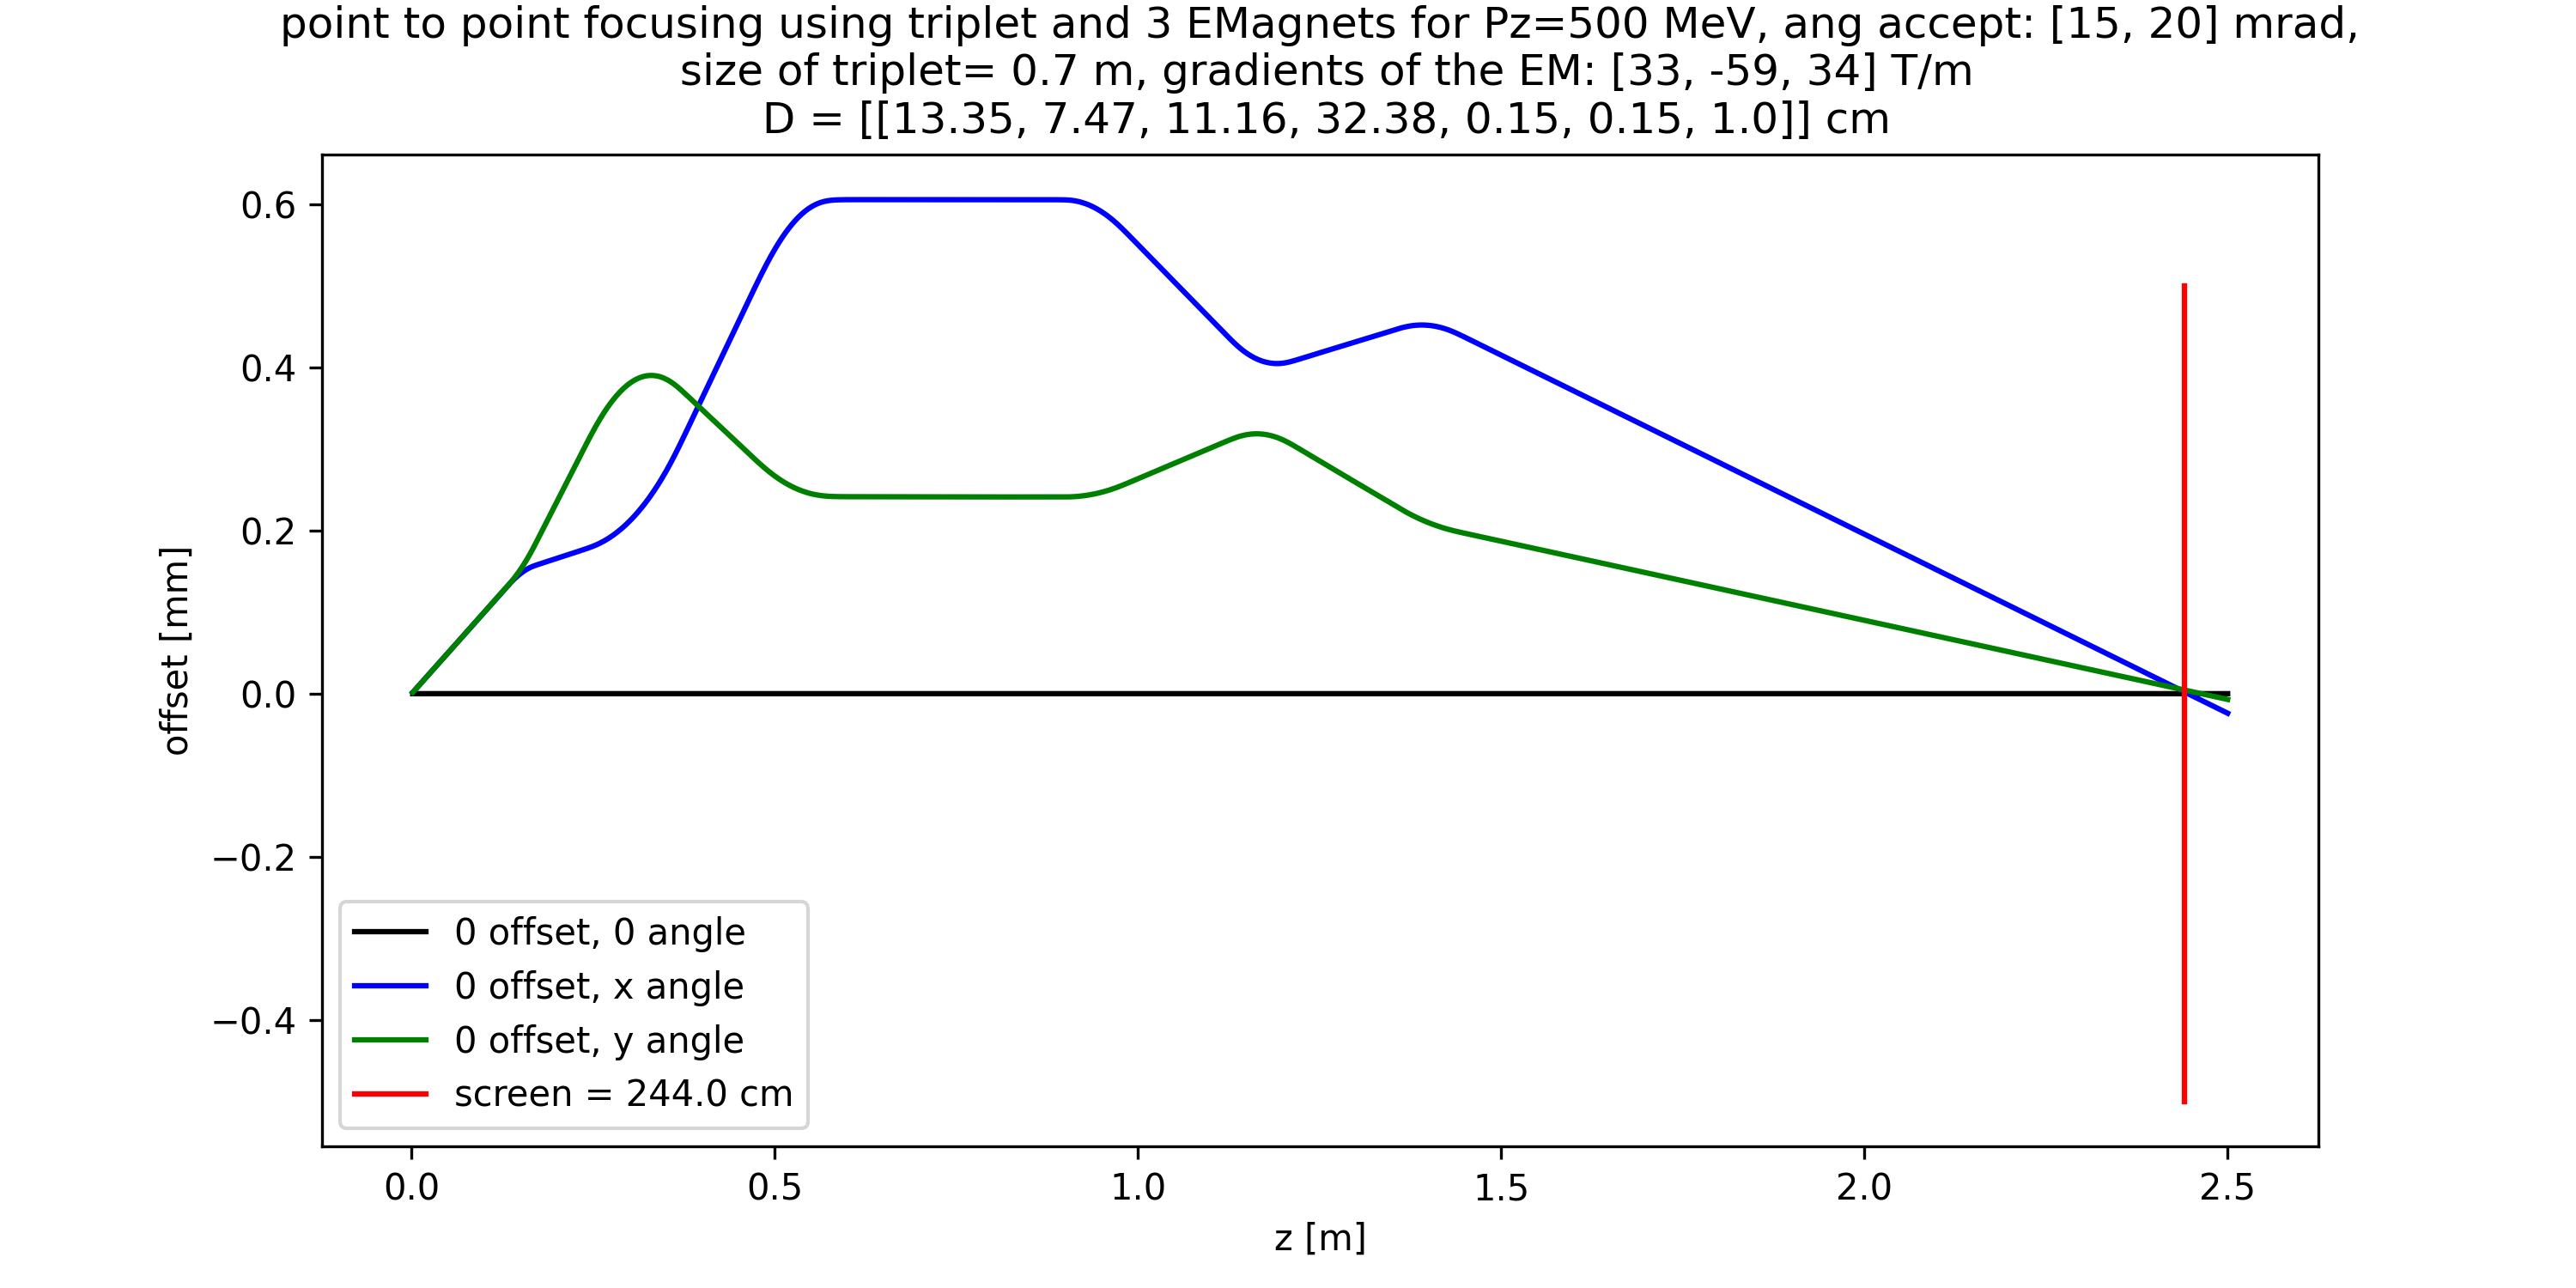 point to point focusing using triplet and 3 EMagnets for Pz=500 MeV, ang accept: [15, 20] mrad,
size of triplet= 0.7 m, gradients of the EM: [33, -59, 34] T/m
D = [[13.35, 7.47, 11.16, 32.38, 0.15, 0.15, 1.0]] cm
0.6
0.4
0.2
0.0
−0.2
−0.4
offset [mm]
0 offset, 0 angle
0 offset, x angle
0 offset, y angle
screen = 244.0 cm
0.0 0.5 1.0 1.5 2.0 2.5
z [m]